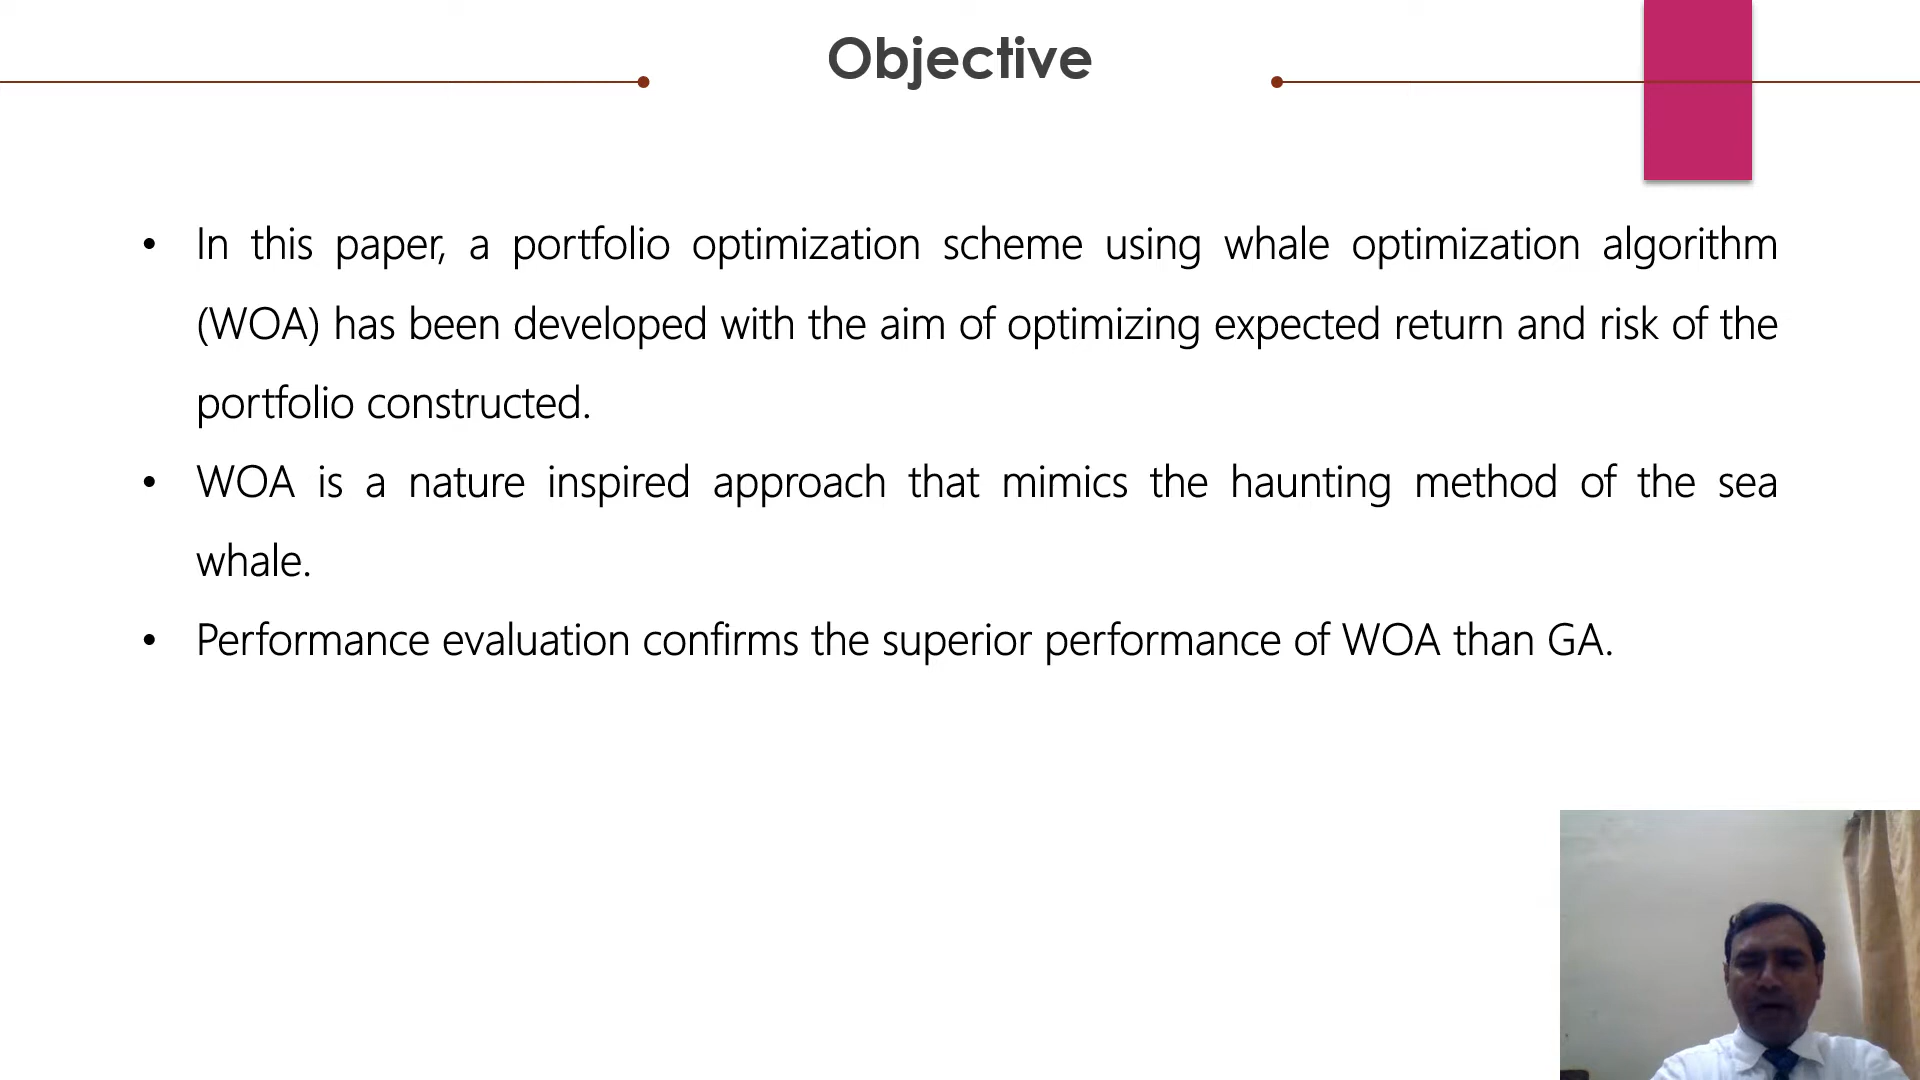 Objective
• In this paper, a portfolio optimization scheme using whale optimization algorithm
(WOA) has been developed with the aim of optimizing expected return and risk of the
portfolio constructed.
• WOA is a nature inspired approach that mimics the haunting method of the sea
whale.
• Performance evaluation confirms the superior performance of WOA than GA.